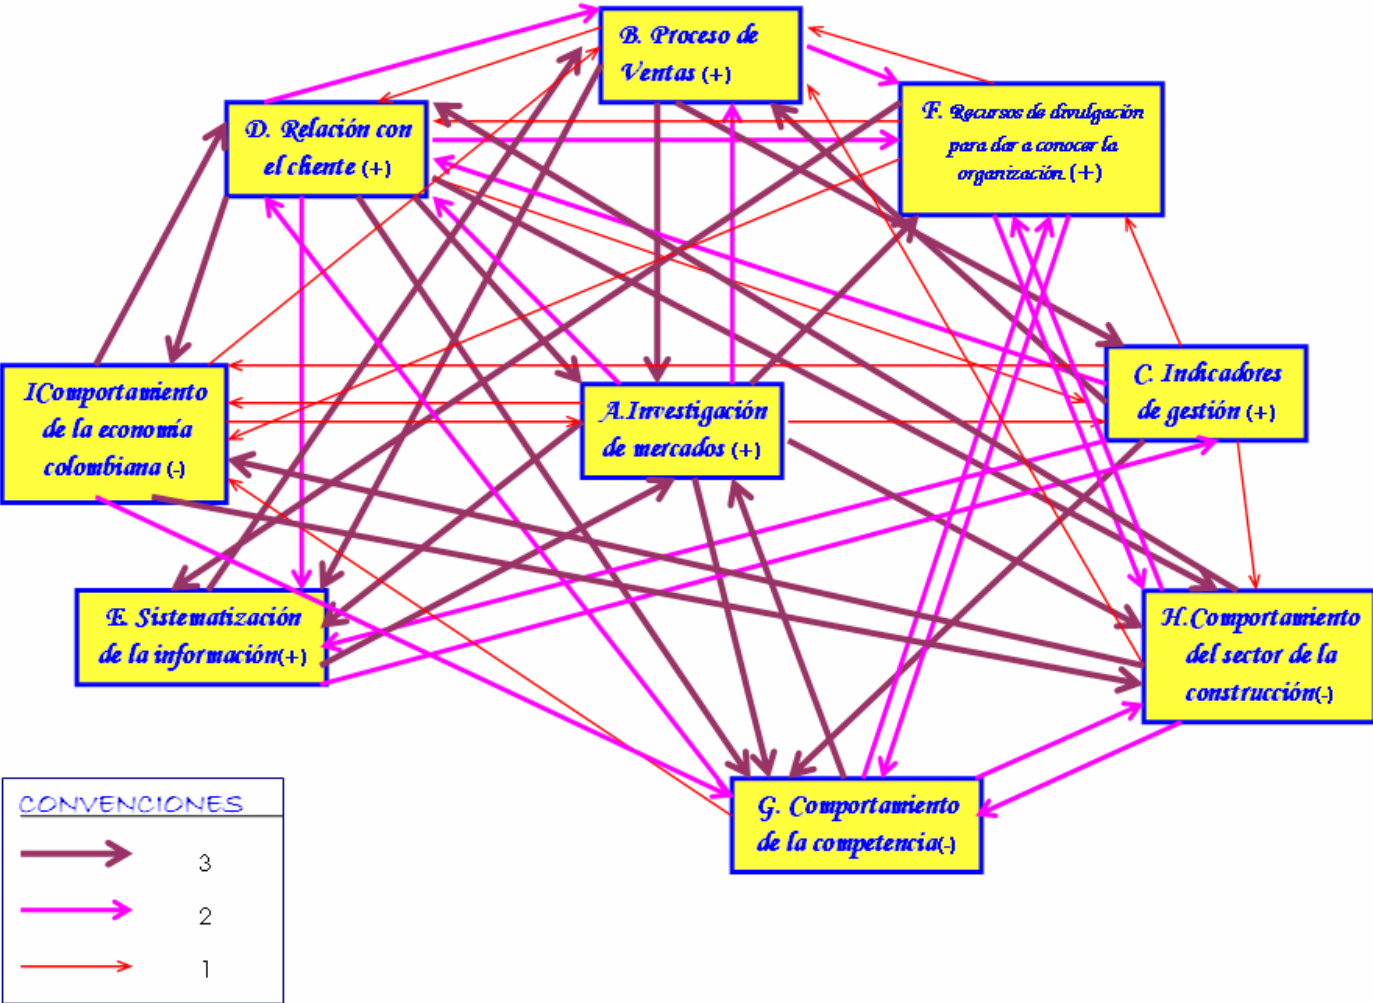 B. Proceso de
Ventas (+)
D. Relación con
el cliente (+)
F. Recursos de divulgación
para dar a conocer la
organización. (+)
IComportamiento
de la economía
colombiana (-)
A.Investigación
de mercados (+)
C. Indicadores
de gestión (+)
E. Sistematización
de la información(+)
H.Comportamiento
del sector de la
construcción(-)
G. Comportamiento
de la competencia(-)
CONVENCIONES
3
2
1